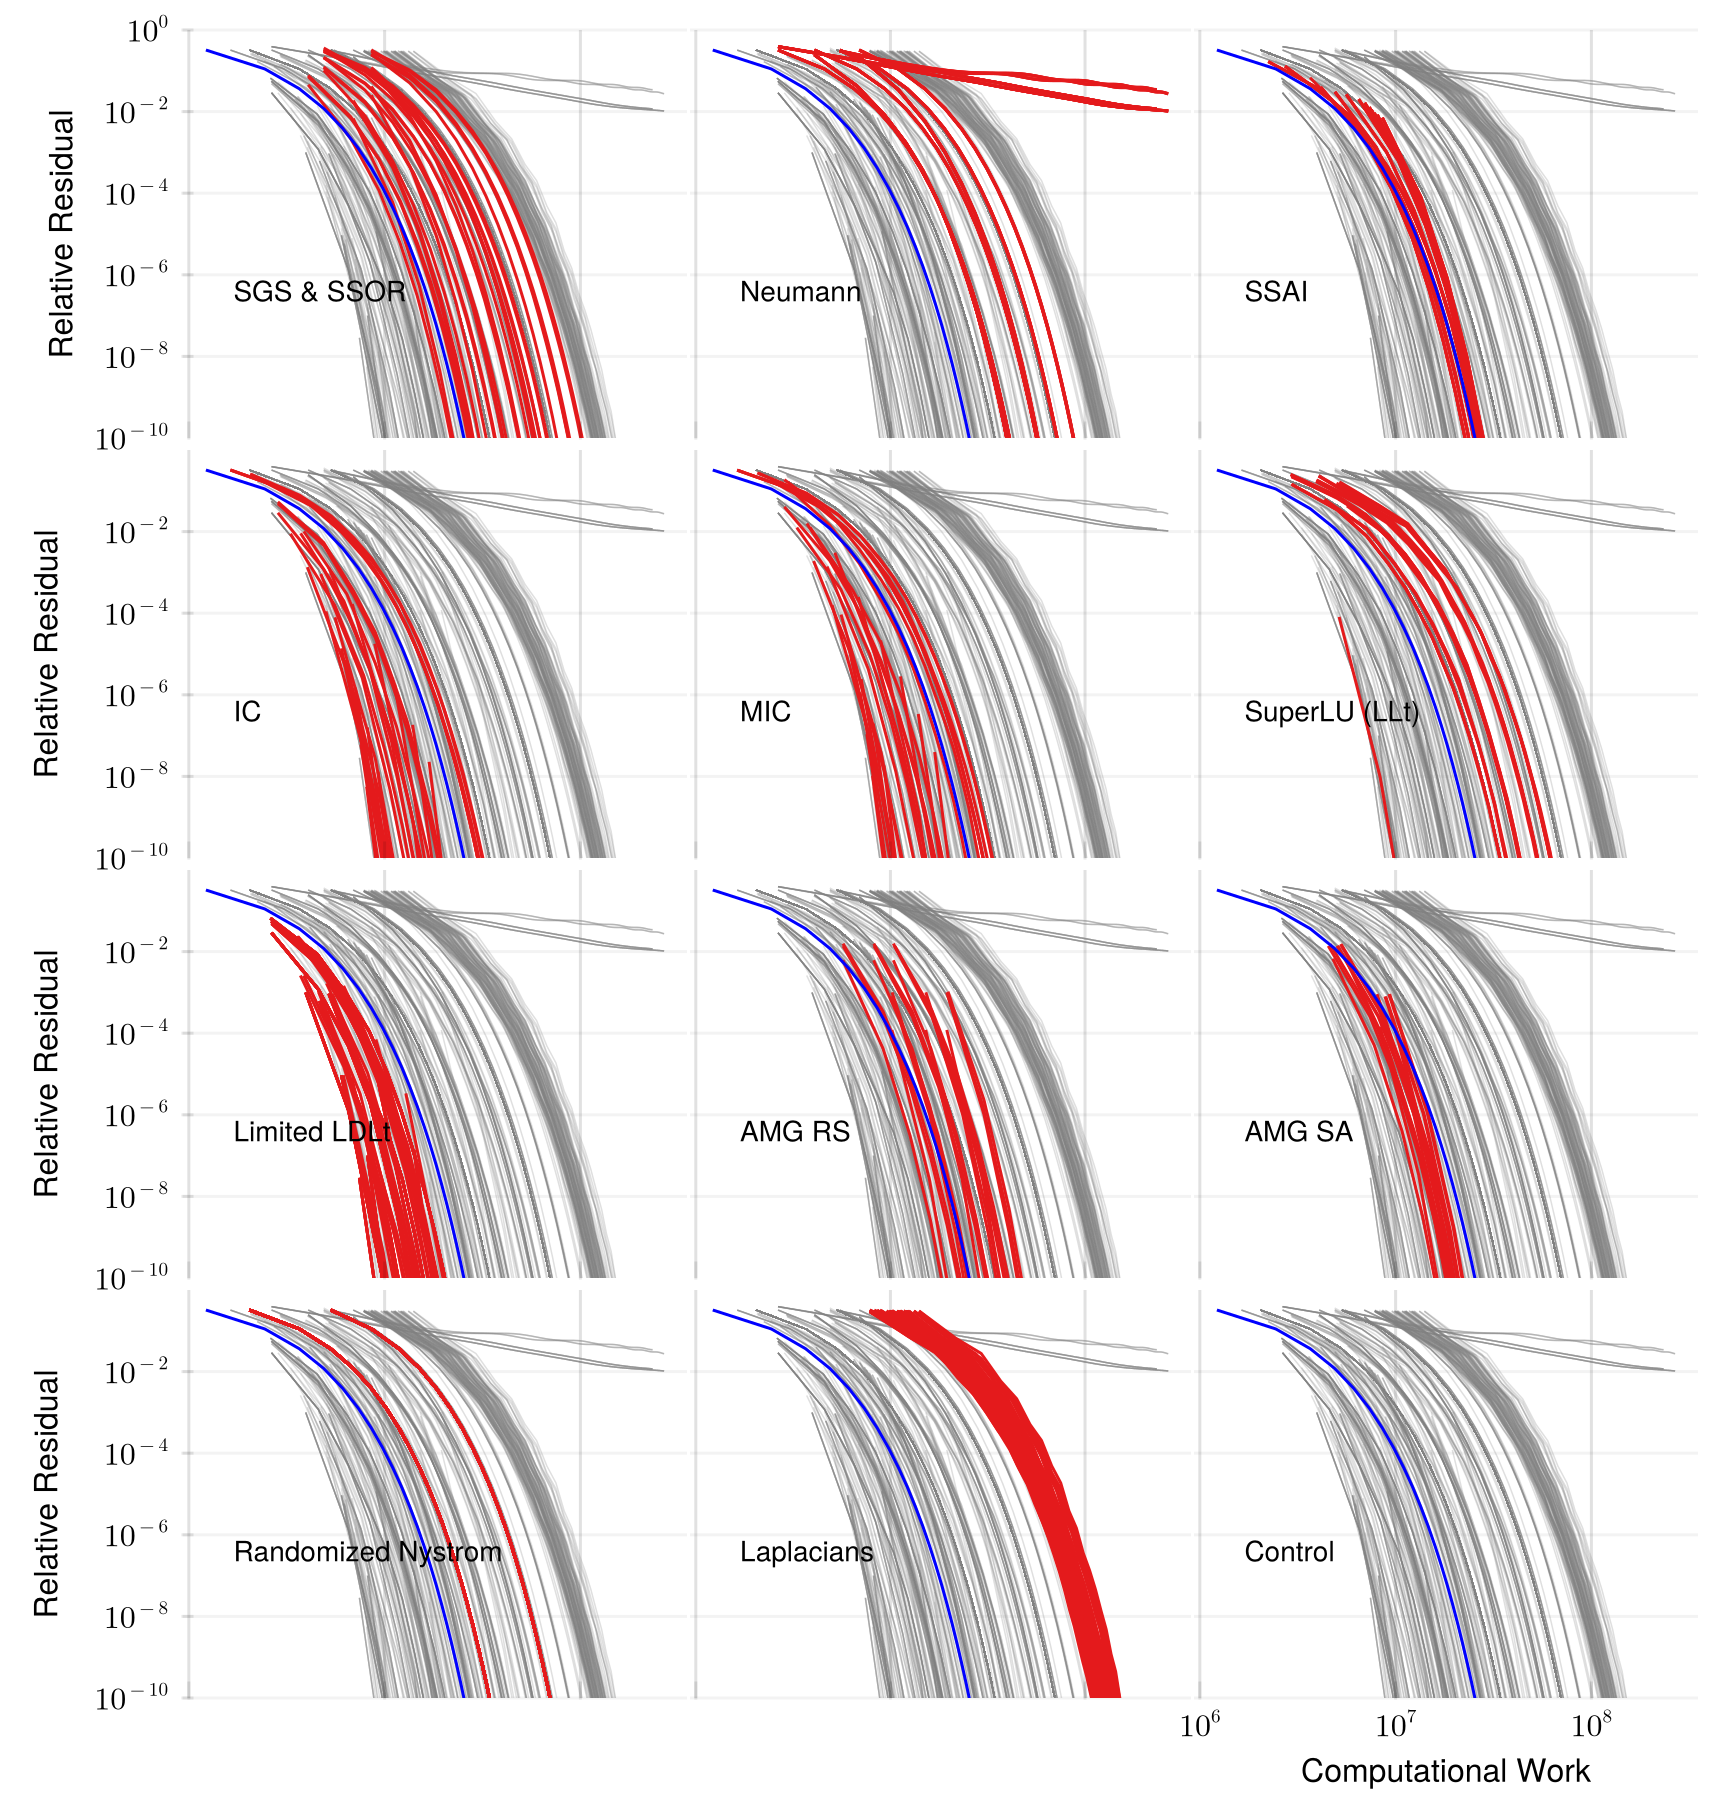 10^0
10^−2
10^−4
10^−6
10^−8
10^−10
Relative Residual
SGS & SSOR
Neumann
SSAI
10^−2
10^−4
10^−6
10^−8
10^−10
Relative Residual
IC
MIC
SuperLU (LLt)
10^−2
10^−4
10^−6
10^−8
10^−10
Relative Residual
Limited LDLt
AMG RS
AMG SA
10^−2
10^−4
10^−6
10^−8
10^−10
Relative Residual
Randomized Nystrom
Laplacians
Control
10^6 10^7 10^8
Computational Work